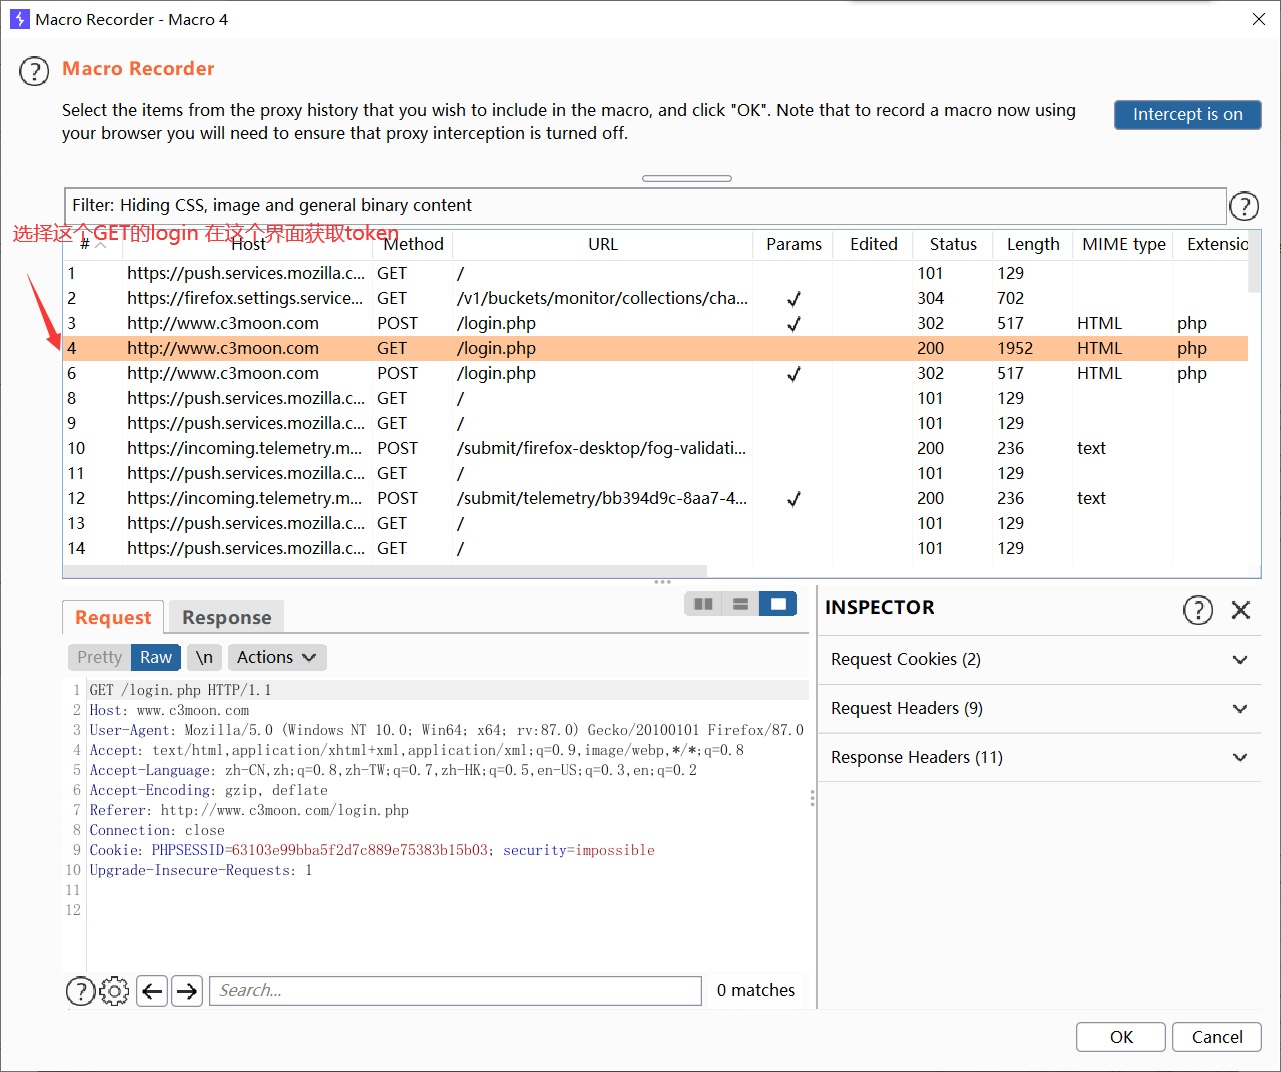 Macro Recorder - Macro 4
Macro Recorder
Select the items from the proxy history that you wish to include in the macro, and click "OK". Note that to record a macro now using
your browser you will need to ensure that proxy interception is turned off.
Intercept is on
Filter: Hiding CSS, image and general binary content
选择这个GET的login 在这个界面获取token
# Host Method URL Params Edited Status Length MIME type Extensio
1 https://push.services.mozilla.c... GET / 101 129
2 https://firefox.settings.service... GET /v1/buckets/monitor/collections/cha... ✓ 304 702
3 http://www.c3moon.com POST /login.php ✓ 302 517 HTML php
4 http://www.c3moon.com GET /login.php 200 1952 HTML php
6 http://www.c3moon.com POST /login.php ✓ 302 517 HTML php
8 https://push.services.mozilla.c... GET / 101 129
9 https://push.services.mozilla.c... GET / 101 129
10 https://incoming.telemetry.m... POST /submit/firefox-desktop/fog-validati... 200 236 text
11 https://push.services.mozilla.c... GET / 101 129
12 https://incoming.telemetry.m... POST /submit/telemetry/bb394d9c-8aa7-4... ✓ 200 236 text
13 https://push.services.mozilla.c... GET / 101 129
14 https://push.services.mozilla.c... GET / 101 129
Request Response
Pretty Raw \n Actions
1 GET /login.php HTTP/1.1
2 Host: www.c3moon.com
3 User-Agent: Mozilla/5.0 (Windows NT 10.0; Win64; x64; rv:87.0) Gecko/20100101 Firefox/87.0
4 Accept: text/html,application/xhtml+xml,application/xml;q=0.9,image/webp,*/*;q=0.8
5 Accept-Language: zh-CN,zh;q=0.8,zh-TW;q=0.7,zh-HK;q=0.5,en-US;q=0.3,en;q=0.2
6 Accept-Encoding: gzip, deflate
7 Referer: http://www.c3moon.com/login.php
8 Connection: close
9 Cookie: PHPSESSID=63103e99bba5f2d7c889e75383b15b03; security=impossible
10 Upgrade-Insecure-Requests: 1
11
12
Search...
0 matches
INSPECTOR
Request Cookies (2)
Request Headers (9)
Response Headers (11)
OK
Cancel